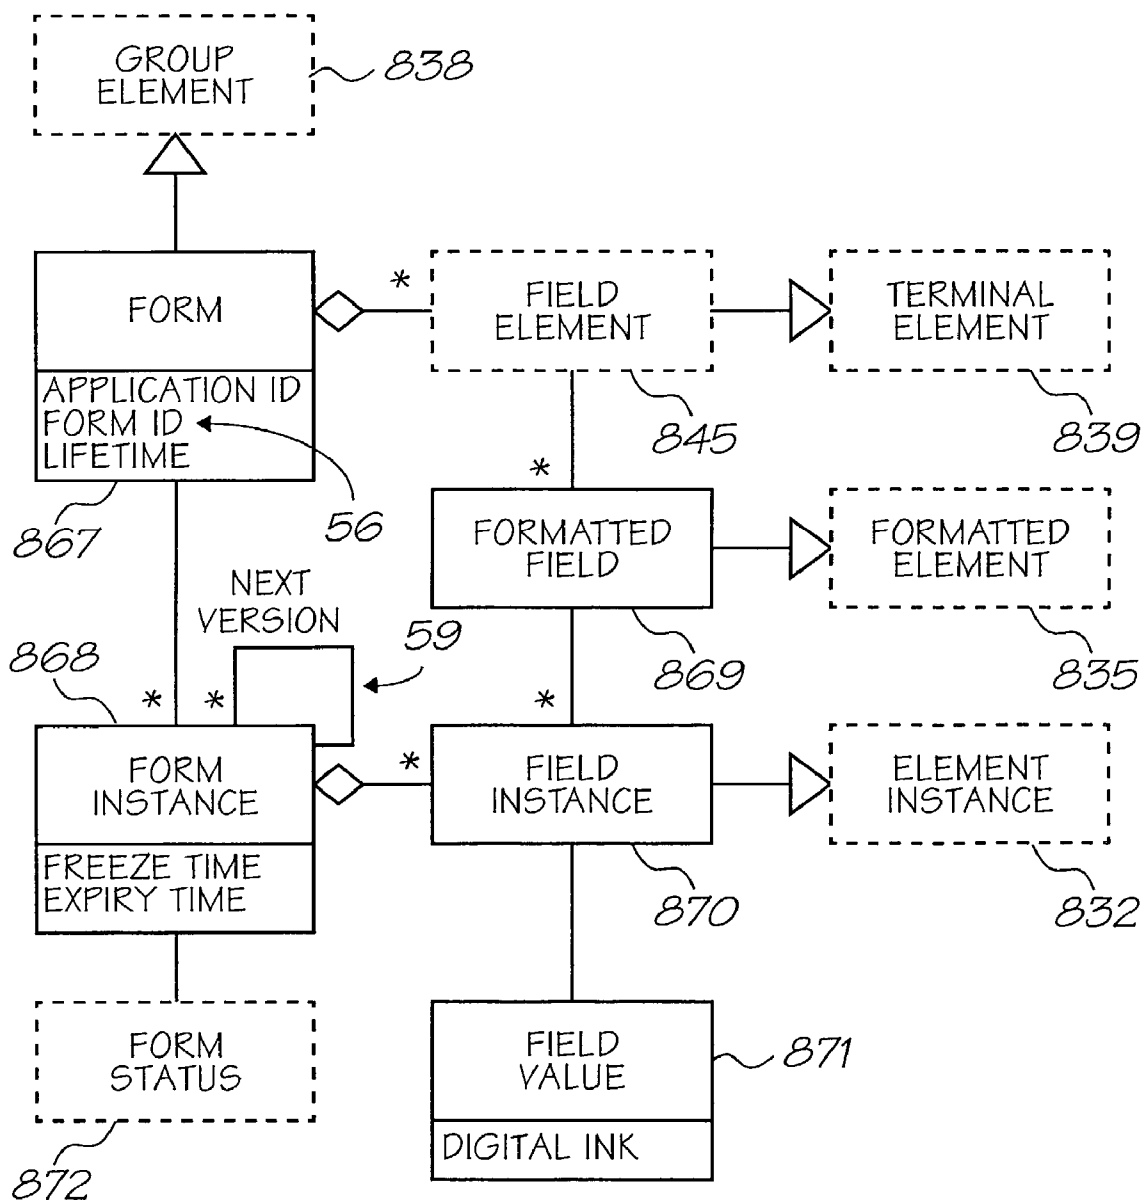 GROUP
ELEMENT
838
FORM
*
FIELD
ELEMENT
TERMINAL
ELEMENT
APPLICATION ID
FORM ID
LIFETIME
845
839
*
867
56
FORMATTED
FIELD
FORMATTED
ELEMENT
NEXT
VERSION
59
868
869
835
*
*
*
*
FORM
INSTANCE
FIELD
INSTANCE
ELEMENT
INSTANCE
FREEZE TIME
EXPIRY TIME
870
832
FORM
STATUS
FIELD
VALUE
871
DIGITAL INK
872